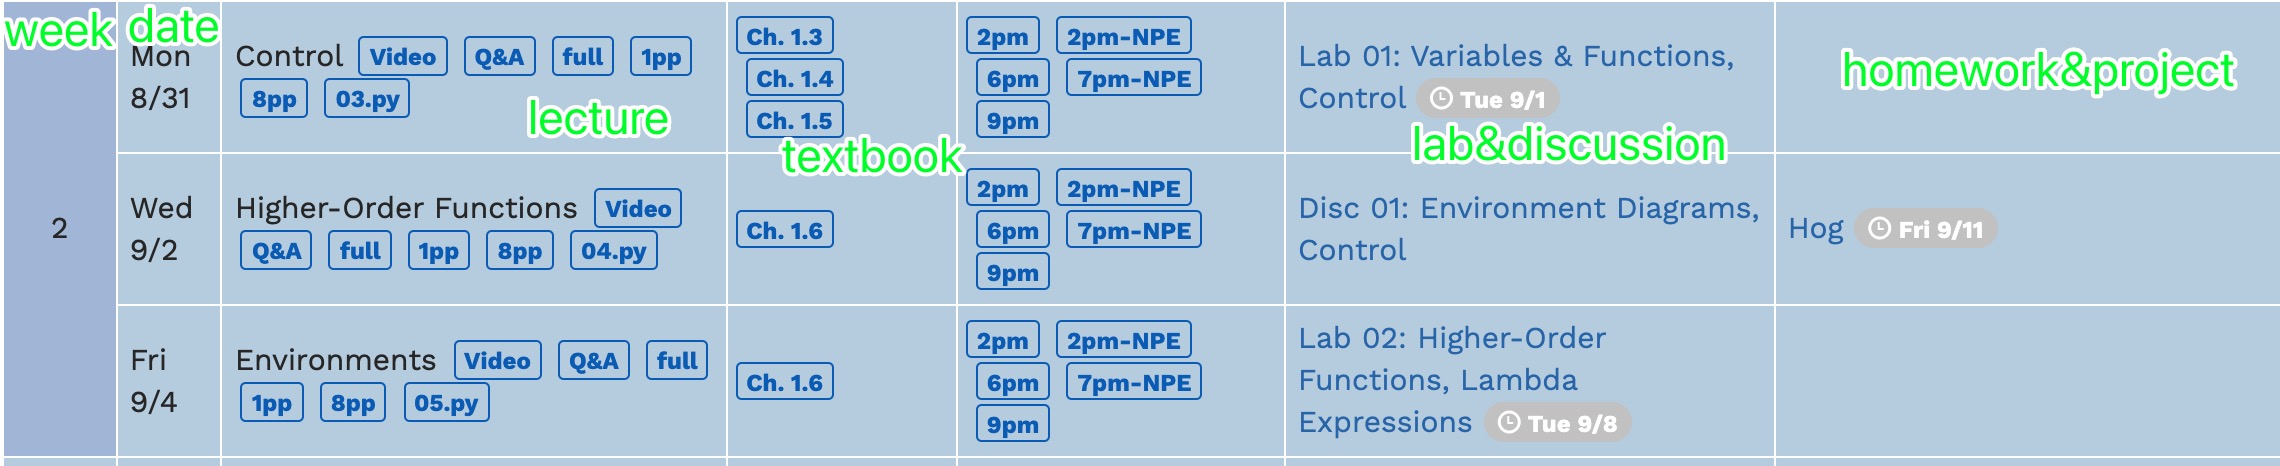 week date
lecture
textbook
lab&discussion
homework&project
Mon
8/31
Control Video Q&A full 1pp
8pp 03.py
Ch. 1.3
Ch. 1.4
Ch. 1.5
2pm 2pm-NPE
6pm 7pm-NPE
9pm
Lab 01: Variables & Functions,
Control Tue 9/1
2
Wed
9/2
Higher-Order Functions Video
Q&A full 1pp 8pp 04.py
Ch. 1.6
2pm 2pm-NPE
6pm 7pm-NPE
9pm
Disc 01: Environment Diagrams,
Control
Hog Fri 9/11
Fri
9/4
Environments Video Q&A full
1pp 8pp 05.py
Ch. 1.6
2pm 2pm-NPE
6pm 7pm-NPE
9pm
Lab 02: Higher-Order
Functions, Lambda
Expressions Tue 9/8